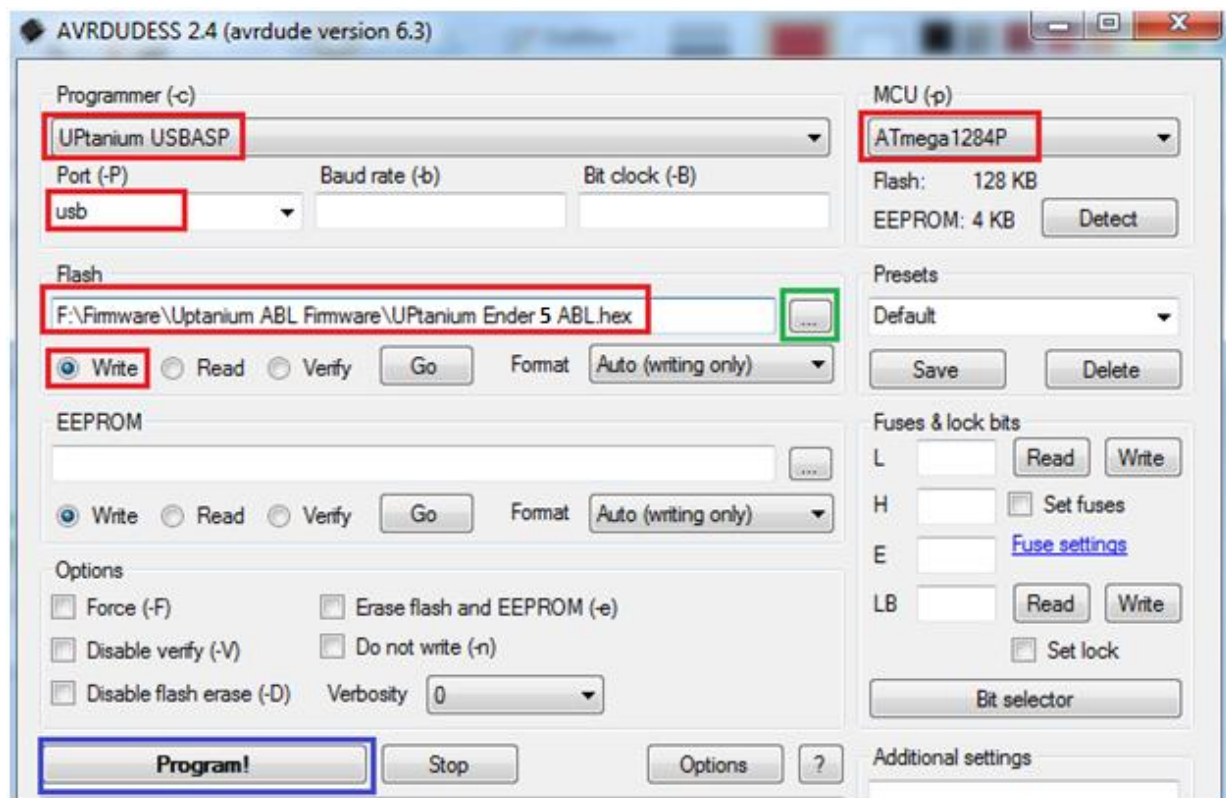 AVRDUDESS 2.4 (avrdude version 6.3)
Programmer (-c)
UPtanium USBASP
Port (-P) Baud rate (-b) Bit clock (-B)
usb
MCU (-p)
ATmega1284P
Flash: 128 KB
EEPROM: 4 KB Detect
Flash
F:\Firmware\Uptanium ABL Firmware\UPtanium Ender 5 ABL.hex ...
Write Read Verify Go Format Auto (writing only)
Presets
Default
Save Delete
EEPROM
...
Write Read Verify Go Format Auto (writing only)
Fuses & lock bits
L Read Write
H Set fuses
E Fuse settings
LB Read Write
Set lock
Bit selector
Options
Force (-F) Erase flash and EEPROM (-e)
Disable verify (-V) Do not write (-n)
Disable flash erase (-D) Verbosity 0
Program! Stop Options ?
Additional settings